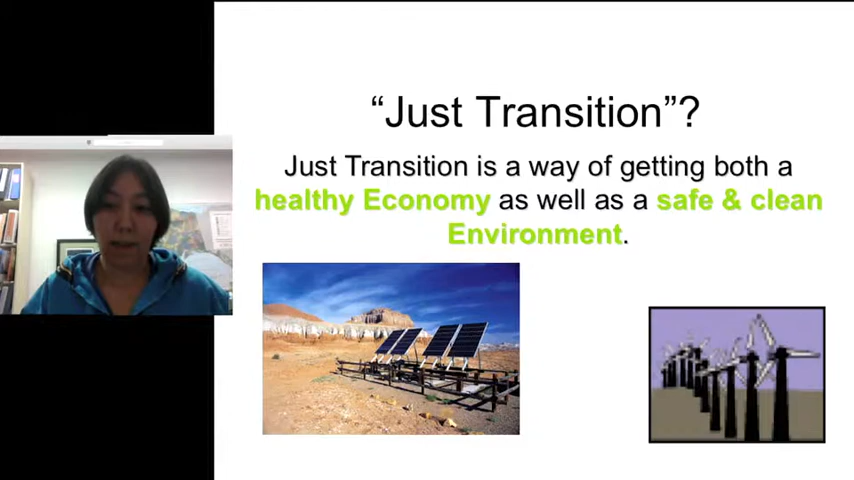 “Just Transition”?
Just Transition is a way of getting both a
healthy Economy as well as a safe & clean
Environment.